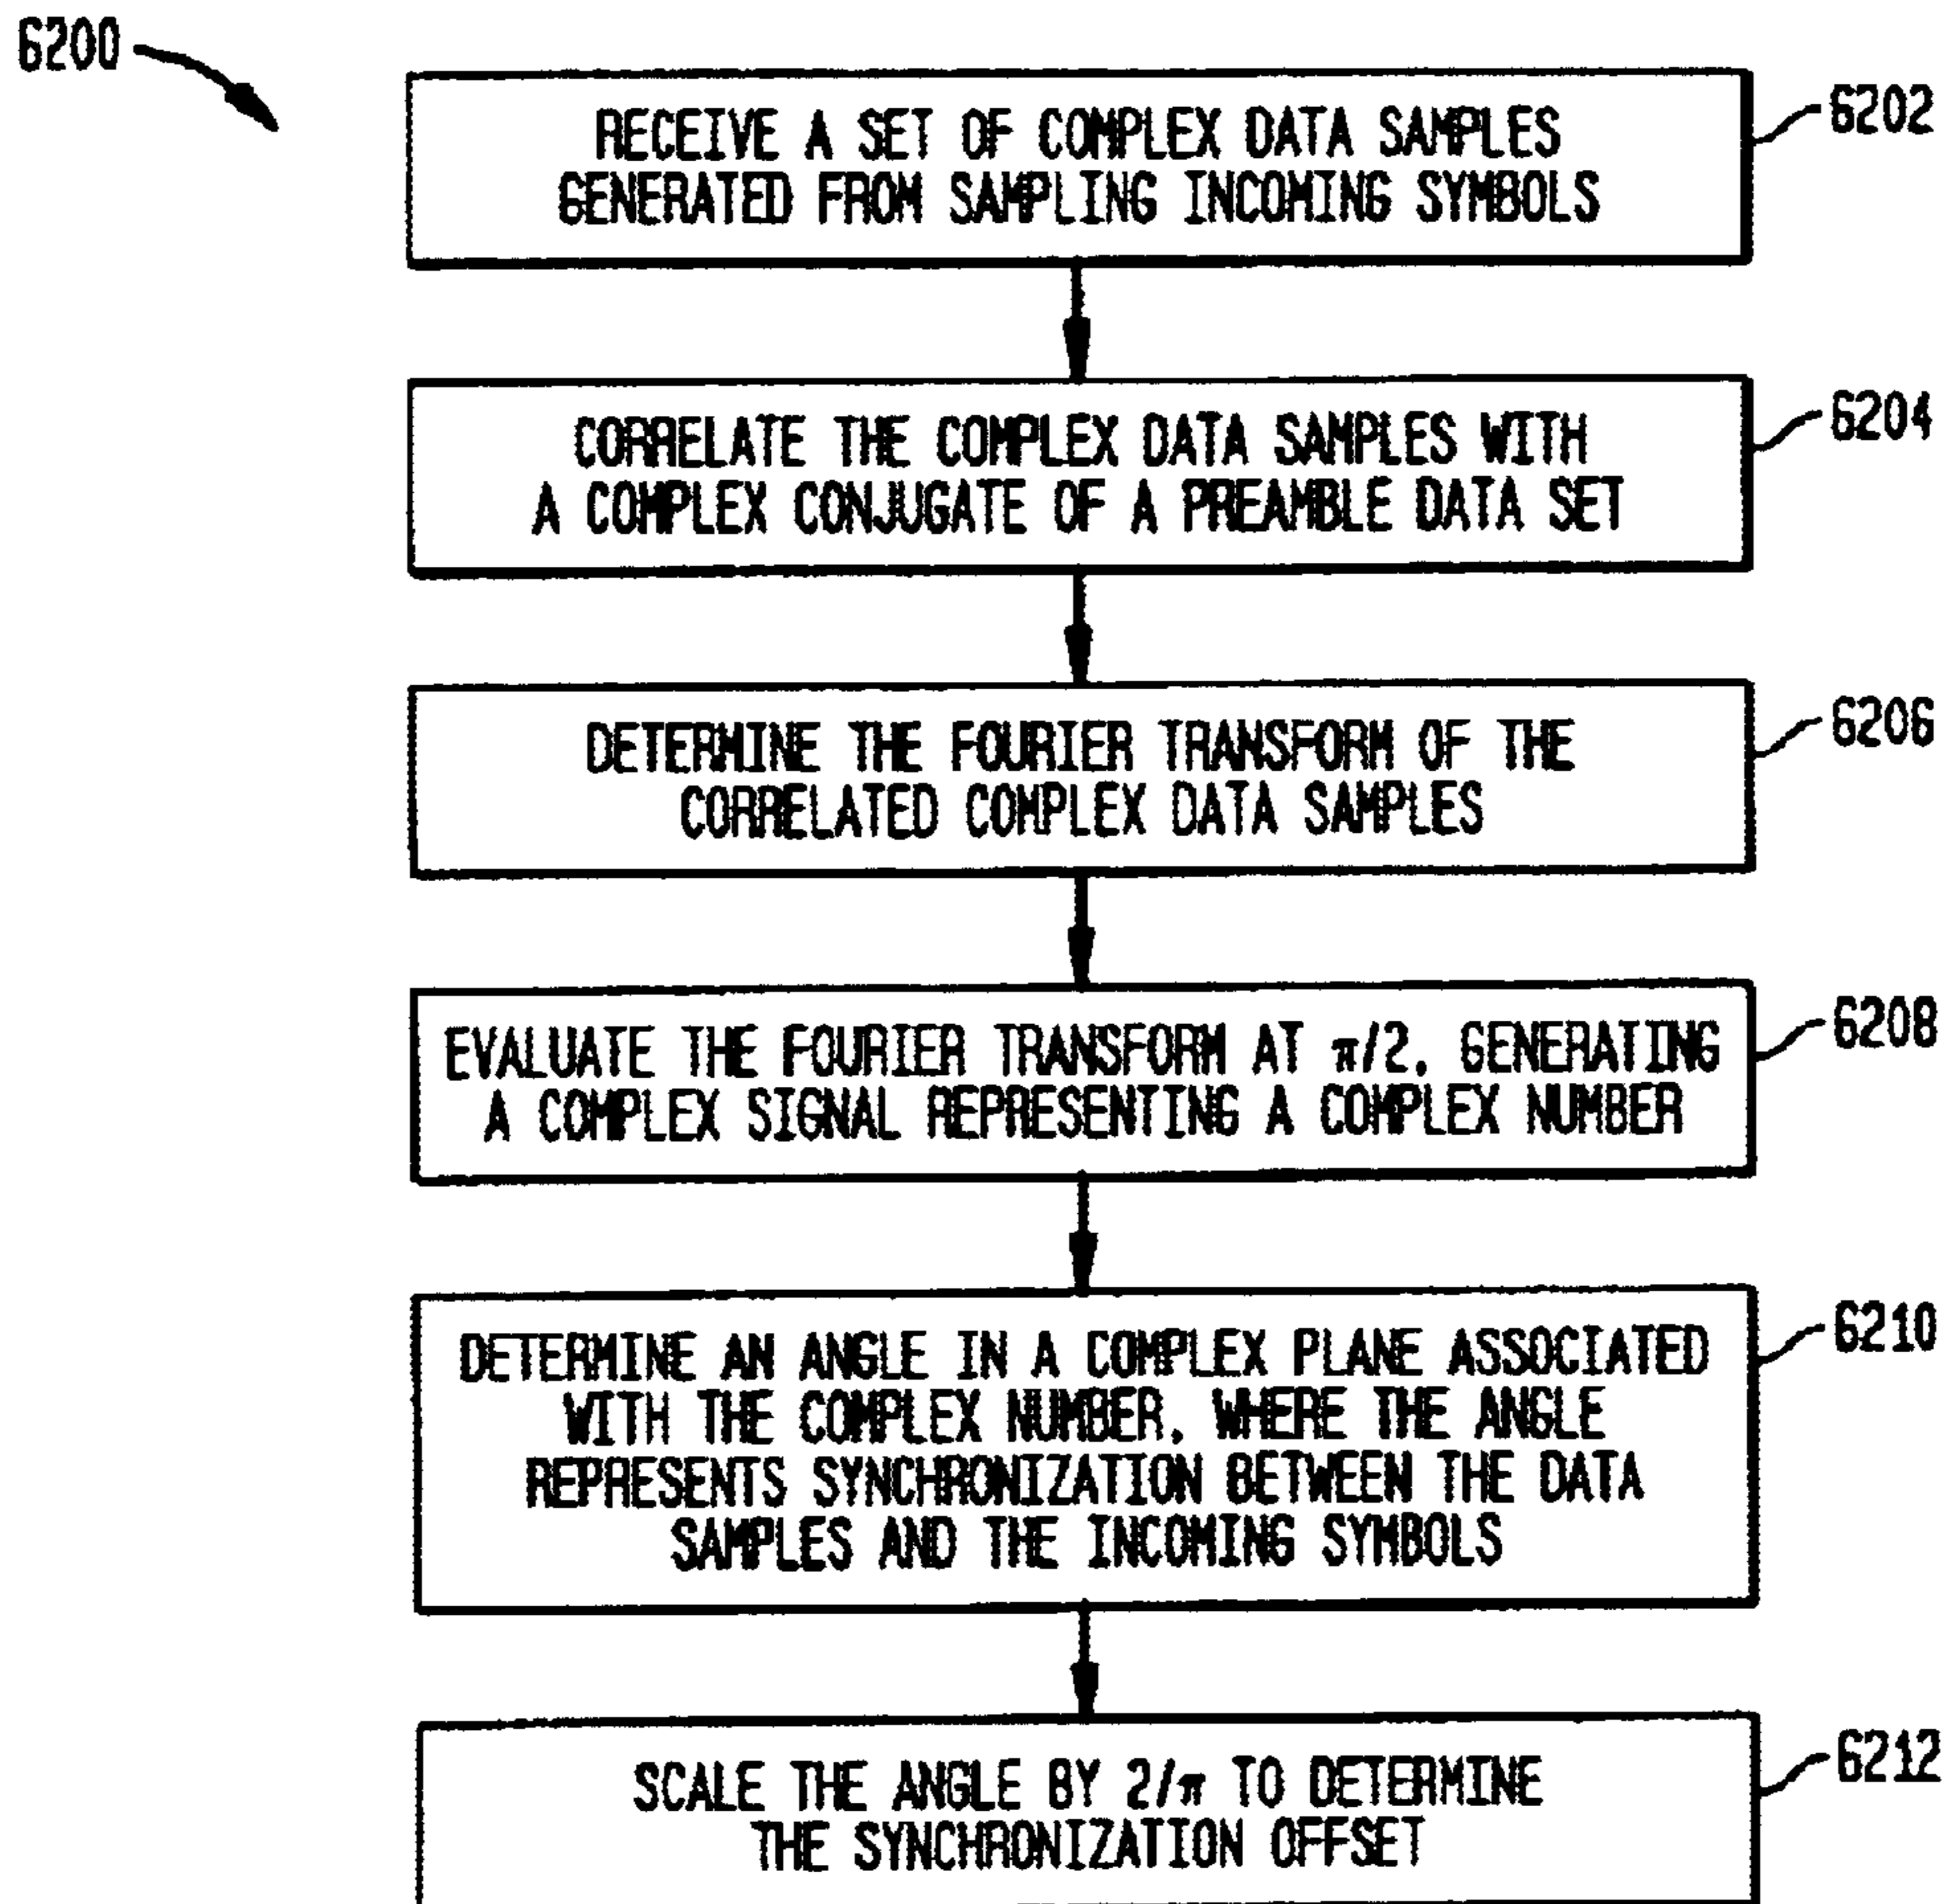 6200
6202
RECEIVE A SET OF COMPLEX DATA SAMPLES
GENERATED FROM SAMPLING INCOMING SYMBOLS
6204
CORRELATE THE COMPLEX DATA SAMPLES WITH
A COMPLEX CONJUGATE OF A PREAMBLE DATA SET
6206
DETERMINE THE FOURIER TRANSFORM OF THE
CORRELATED COMPLEX DATA SAMPLES
6208
EVALUATE THE FOURIER TRANSFORM AT π/2, GENERATING
A COMPLEX SIGNAL REPRESENTING A COMPLEX NUMBER
6210
DETERMINE AN ANGLE IN A COMPLEX PLANE ASSOCIATED
WITH THE COMPLEX NUMBER, WHERE THE ANGLE
REPRESENTS SYNCHRONIZATION BETWEEN THE DATA
SAMPLES AND THE INCOMING SYMBOLS
6212
SCALE THE ANGLE BY 2/π TO DETERMINE
THE SYNCHRONIZATION OFFSET